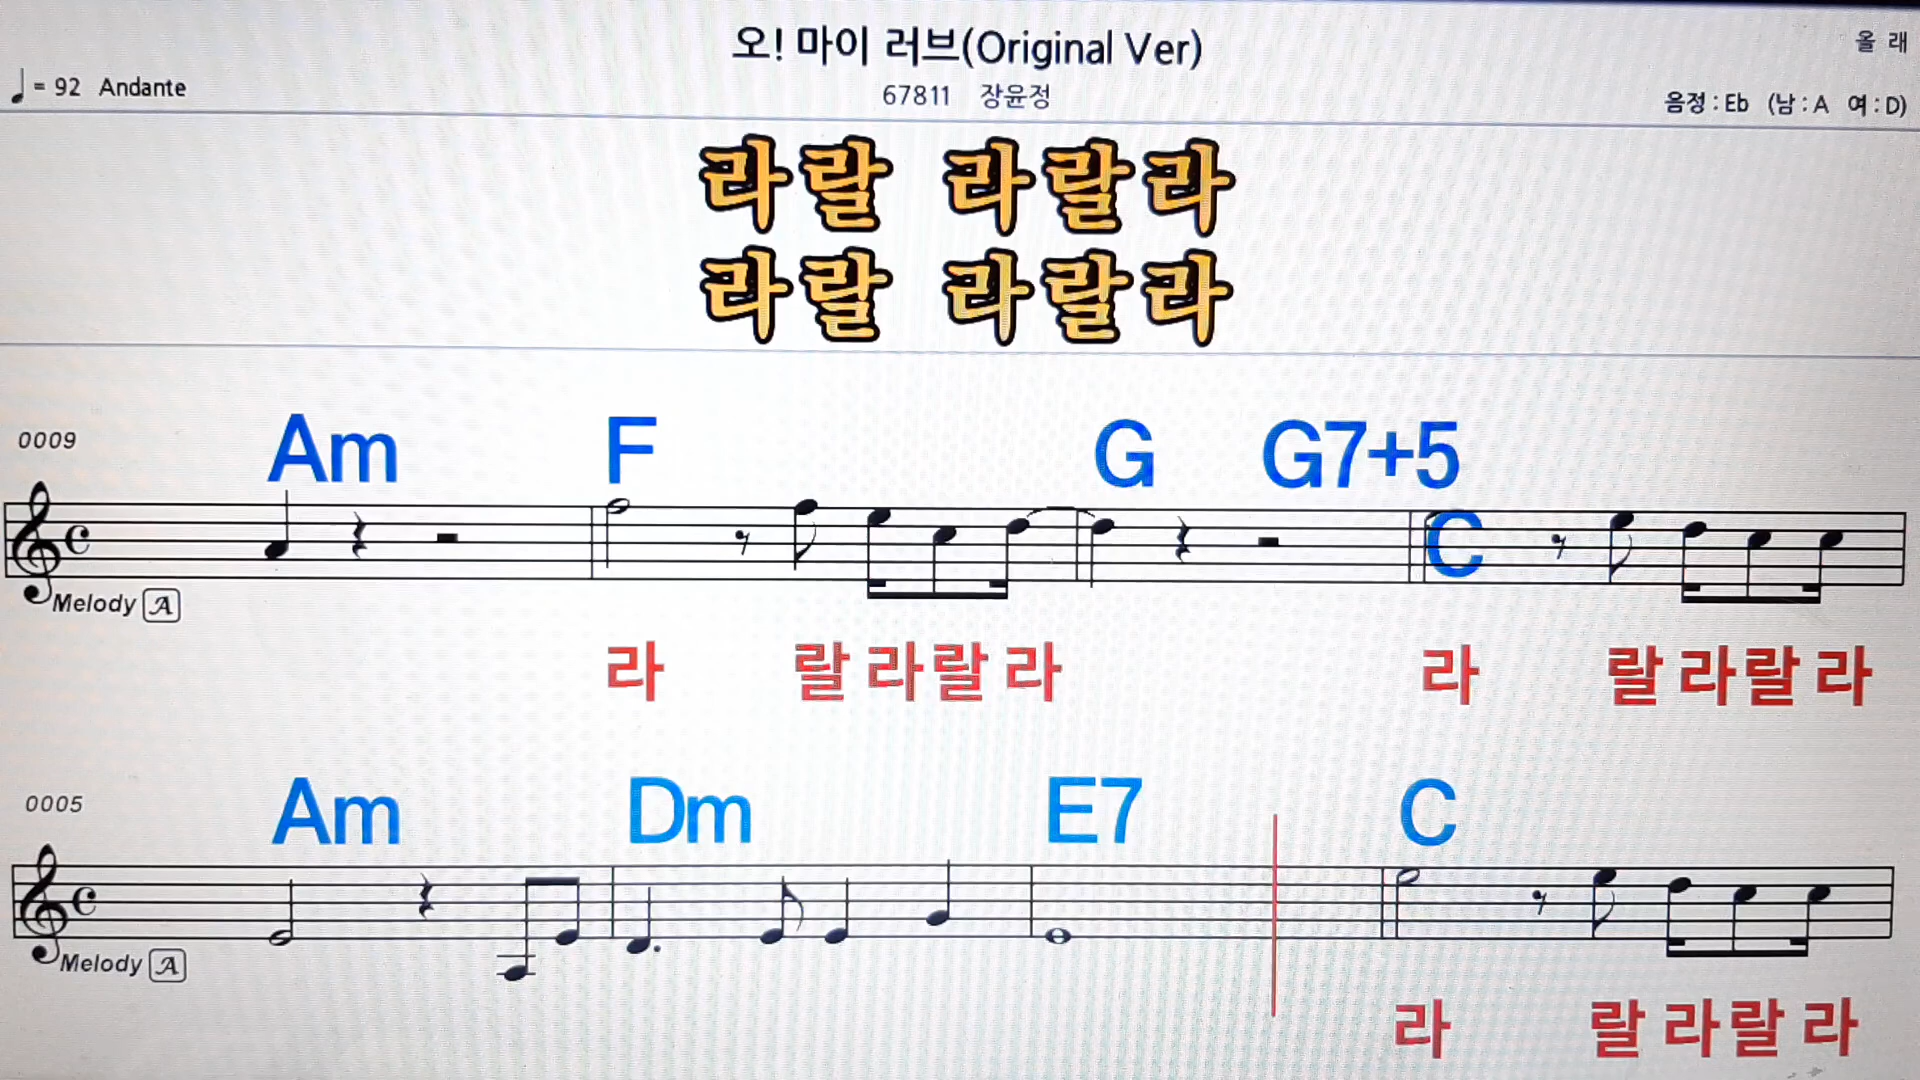 오! 마이 러브(Original Ver)
올 래
♩ = 92 Andante
67811 장윤정
음정 : Eb (남 : A 여 : D)
라랄 라랄라
라랄 라랄라
0009 Am F G G7+5
C
Melody A
라 랄 라 랄 라 라 랄 라 랄 라
0005 Am Dm E7 C
Melody A
라 랄 라 랄 라